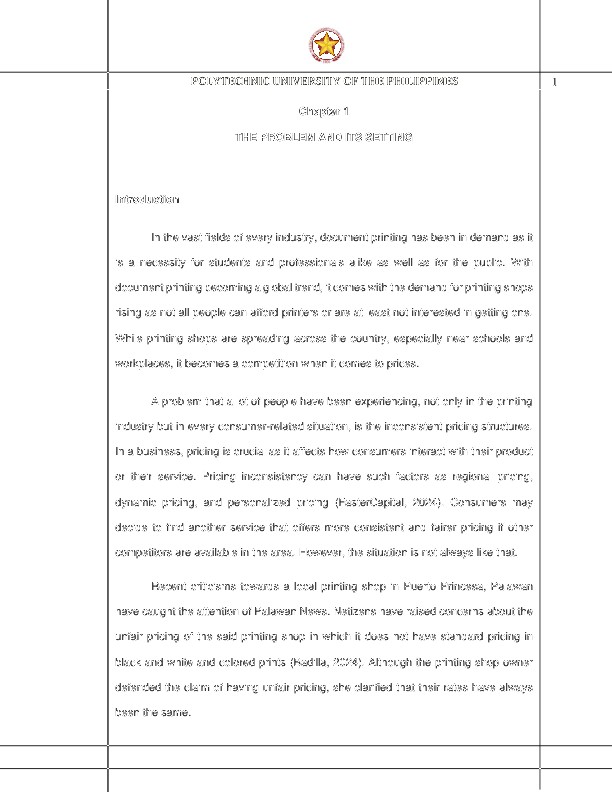 POLYTECHNIC UNIVERSITY OF THE PHILIPPINES
1
Chapter 1
THE PROBLEM AND ITS SETTING
Introduction
In the vast fields of every industry, document printing has been in demand as it
is a necessity for students and professionals alike as well as for the public. With
document printing becoming a global trend, it comes with the demand for printing shops
rising as not all people can afford printers or are at least not interested in getting one.
While printing shops are spreading across the country, especially near schools and
workplaces, it becomes a competition when it comes to prices.
A problem that a lot of people have been experiencing, not only in the printing
industry but in every consumer-related situation, is the inconsistent pricing structures.
In a business, pricing is crucial as it affects how consumers interact with their product
or their service. Pricing inconsistency can have such factors as regional pricing,
dynamic pricing, and personalized pricing (FasterCapital, 2024). Consumers may
decide to find another service that offers more consistent and fairer pricing if other
competitors are available in the area. However, the situation is not always like that.
Recent criticisms towards a local printing shop in Puerto Princesa, Palawan
have caught the attention of Palawan News. Netizens have raised concerns about the
unfair pricing of the said printing shop in which it does not have standard pricing in
black and white and colored prints (Radilla, 2024). Although the printing shop owner
defended the claim of having unfair pricing, she clarified that their rates have always
been the same.